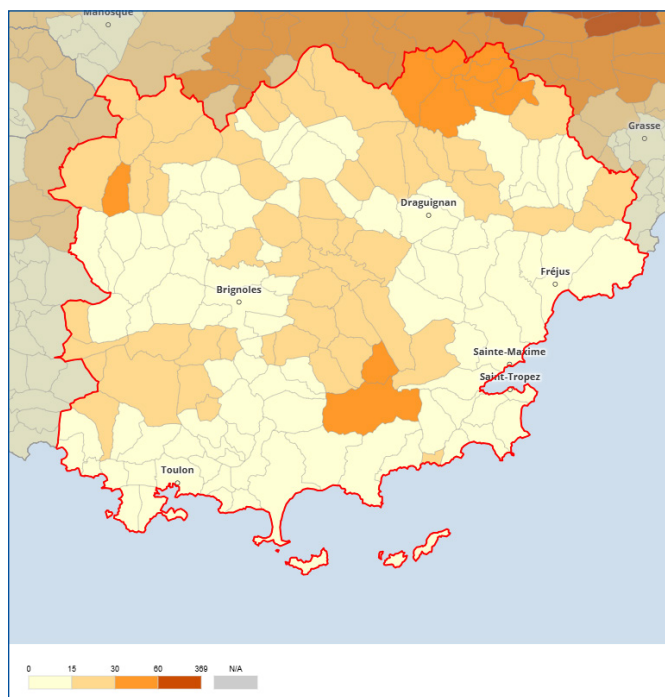 Manosque
Grasse
Draguignan
Fréjus
Brignoles
Sainte-Maxime
Saint-Tropez
Toulon
0 15 30 60 369 N/A